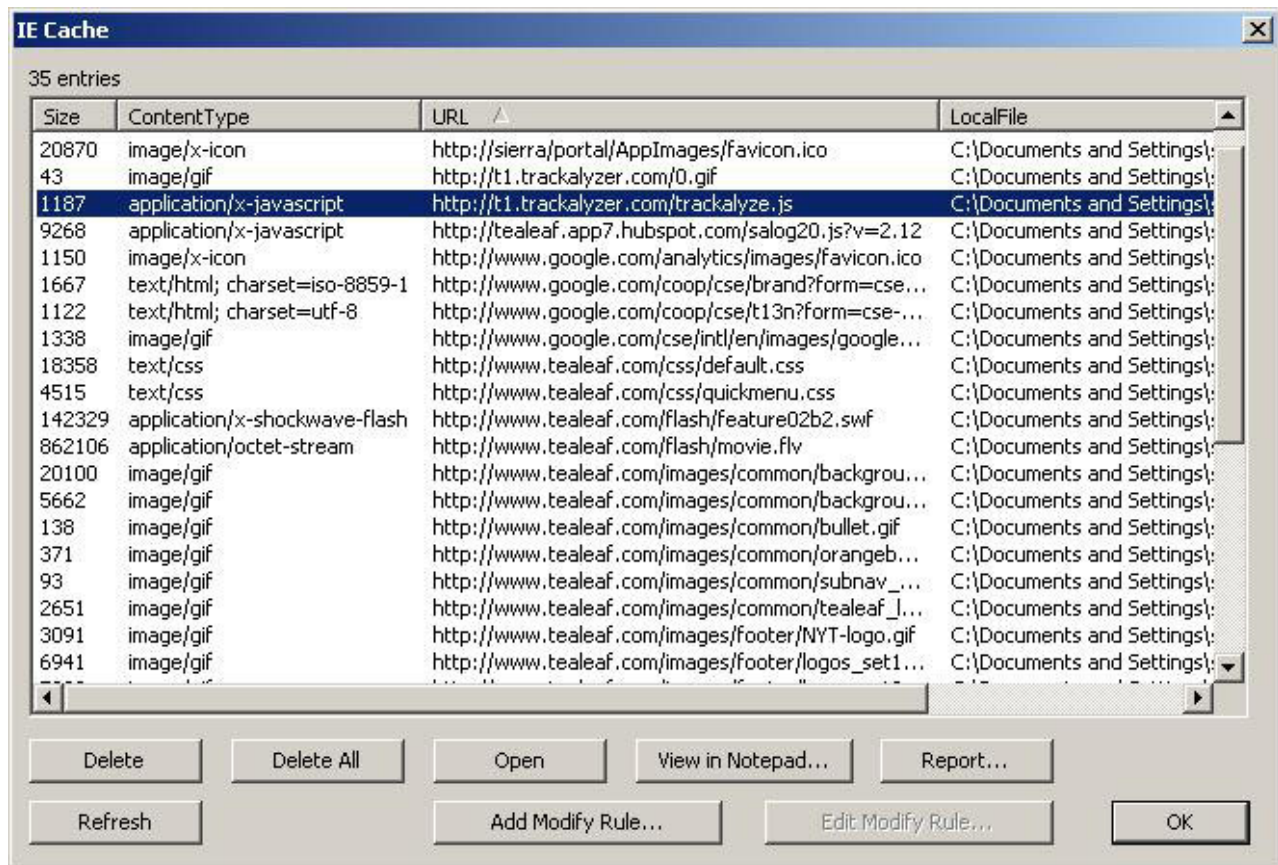 IE Cache
35 entries
Size ContentType URL LocalFile
20870 image/x-icon http://sierra/portal/AppImages/favicon.ico C:\Documents and Settings\
43 image/gif http://t1.trackalyzer.com/0.gif C:\Documents and Settings\
1187 application/x-javascript http://t1.trackalyzer.com/trackalyze.js C:\Documents and Settings\
9268 application/x-javascript http://tealeaf.app7.hubspot.com/salog20.js?v=2.12 C:\Documents and Settings\
1150 image/x-icon http://www.google.com/analytics/images/favicon.ico C:\Documents and Settings\
1667 text/html; charset=iso-8859-1 http://www.google.com/coop/cse/brand?form=cse... C:\Documents and Settings\
1122 text/html; charset=utf-8 http://www.google.com/coop/cse/t13n?form=cse-... C:\Documents and Settings\
1338 image/gif http://www.google.com/cse/intl/en/images/google... C:\Documents and Settings\
18358 text/css http://www.tealeaf.com/css/default.css C:\Documents and Settings\
4515 text/css http://www.tealeaf.com/css/quickmenu.css C:\Documents and Settings\
142329 application/x-shockwave-flash http://www.tealeaf.com/flash/feature02b2.swf C:\Documents and Settings\
862106 application/octet-stream http://www.tealeaf.com/flash/movie.flv C:\Documents and Settings\
20100 image/gif http://www.tealeaf.com/images/common/backgrou... C:\Documents and Settings\
5662 image/gif http://www.tealeaf.com/images/common/backgrou... C:\Documents and Settings\
138 image/gif http://www.tealeaf.com/images/common/bullet.gif C:\Documents and Settings\
371 image/gif http://www.tealeaf.com/images/common/orangeb... C:\Documents and Settings\
93 image/gif http://www.tealeaf.com/images/common/subnav_... C:\Documents and Settings\
2651 image/gif http://www.tealeaf.com/images/common/tealeaf_l... C:\Documents and Settings\
3091 image/gif http://www.tealeaf.com/images/footer/NYT-logo.gif C:\Documents and Settings\
6941 image/gif http://www.tealeaf.com/images/footer/logos_set1... C:\Documents and Settings\
Delete Delete All Open View in Notepad... Report...
Refresh Add Modify Rule... Edit Modify Rule... OK